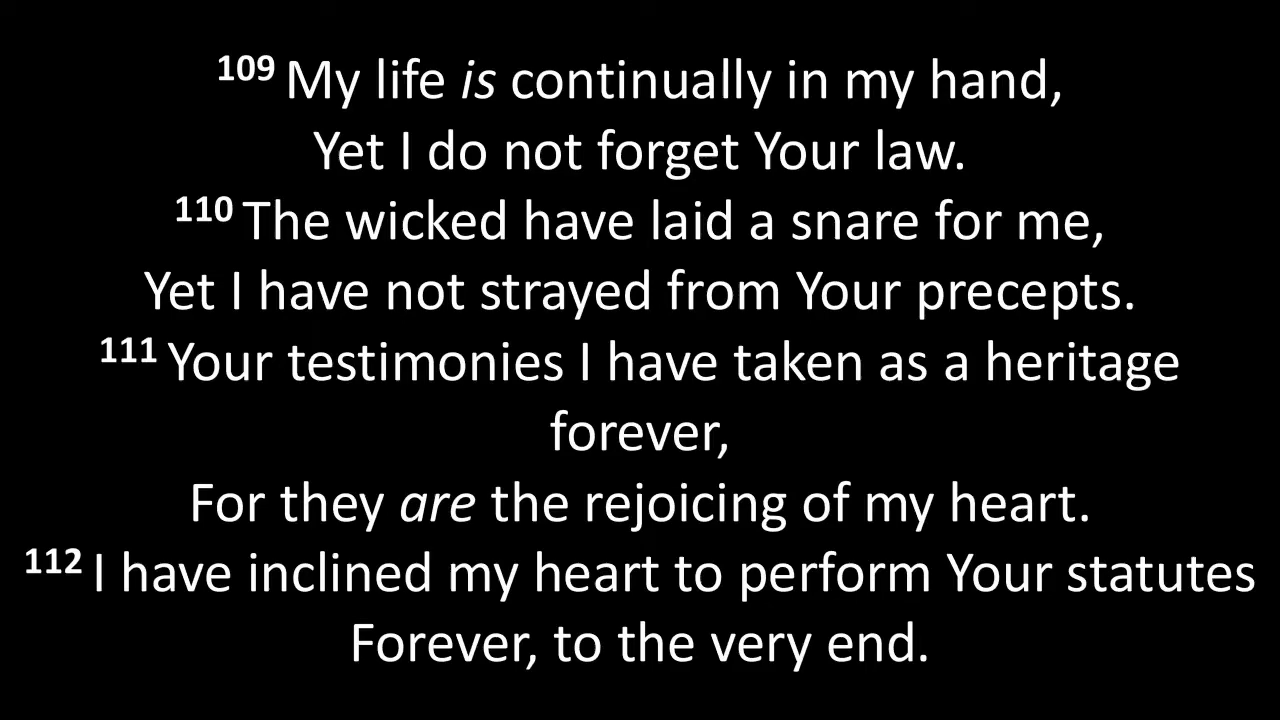 109 My life is continually in my hand,
Yet I do not forget Your law.
110 The wicked have laid a snare for me,
Yet I have not strayed from Your precepts.
111 Your testimonies I have taken as a heritage
forever,
For they are the rejoicing of my heart.
112 I have inclined my heart to perform Your statutes
Forever, to the very end.